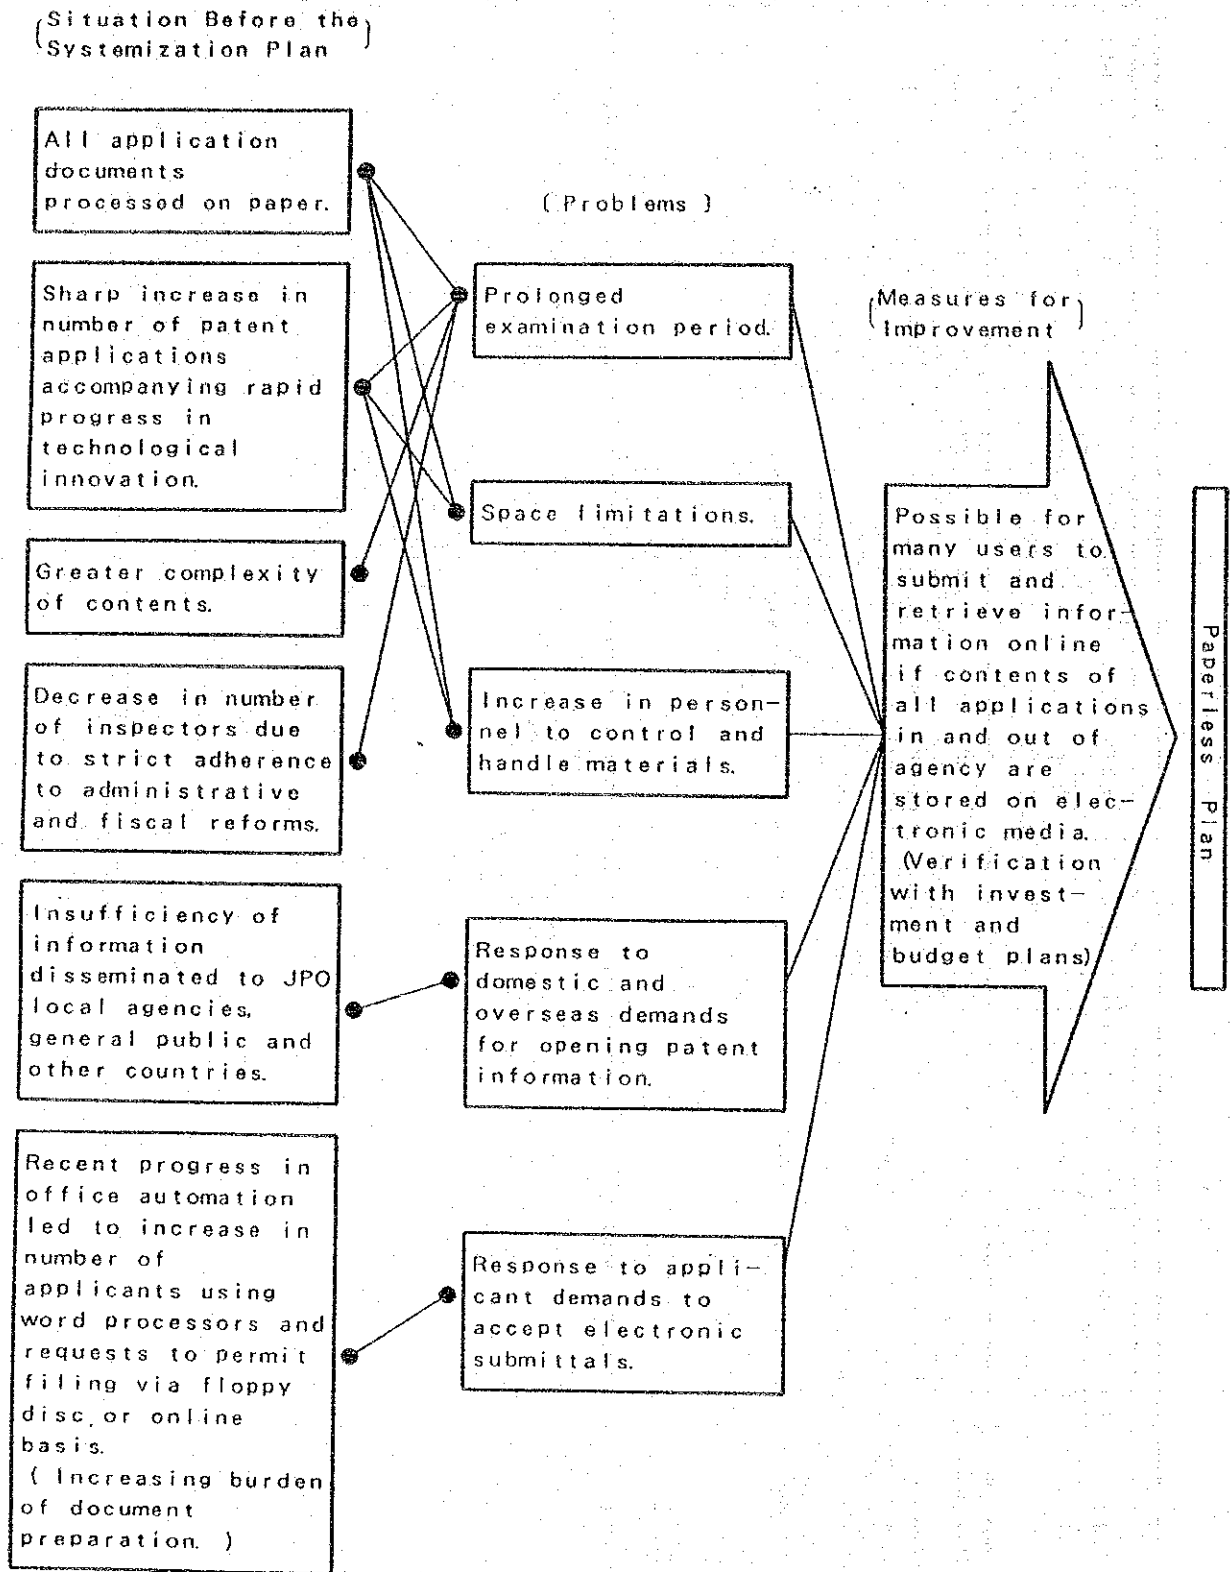 (Situation Before the
Systemization Plan)
All application
documents
processed on paper.
Sharp increase in
number of patent
applications
accompanying rapid
progress in
technological
innovation.
Greater complexity
of contents.
Decrease in number
of inspectors due
to strict adherence
to administrative
and fiscal reforms.
Insufficiency of
information
disseminated to JPO
local agencies,
general public and
other countries.
Recent progress in
office automation
led to increase in
number of
applicants using
word processors and
requests to permit
filing via floppy
disc or online
basis.
( Increasing burden
of document
preparation. )
( Problems )
Prolonged
examination period.
Space limitations.
Increase in person-
nel to control and
handle materials.
Response to
domestic and
overseas demands
for opening patent
information.
Response to appli-
cant demands to
accept electronic
submittals.
(Measures for
Improvement)
Possible for
many users to
submit and
retrieve infor-
mation online
if contents of
all applications
in and out of
agency are
stored on elec-
tronic media.
(Verification
with invest-
ment and
budget plans)
Paperless Plan